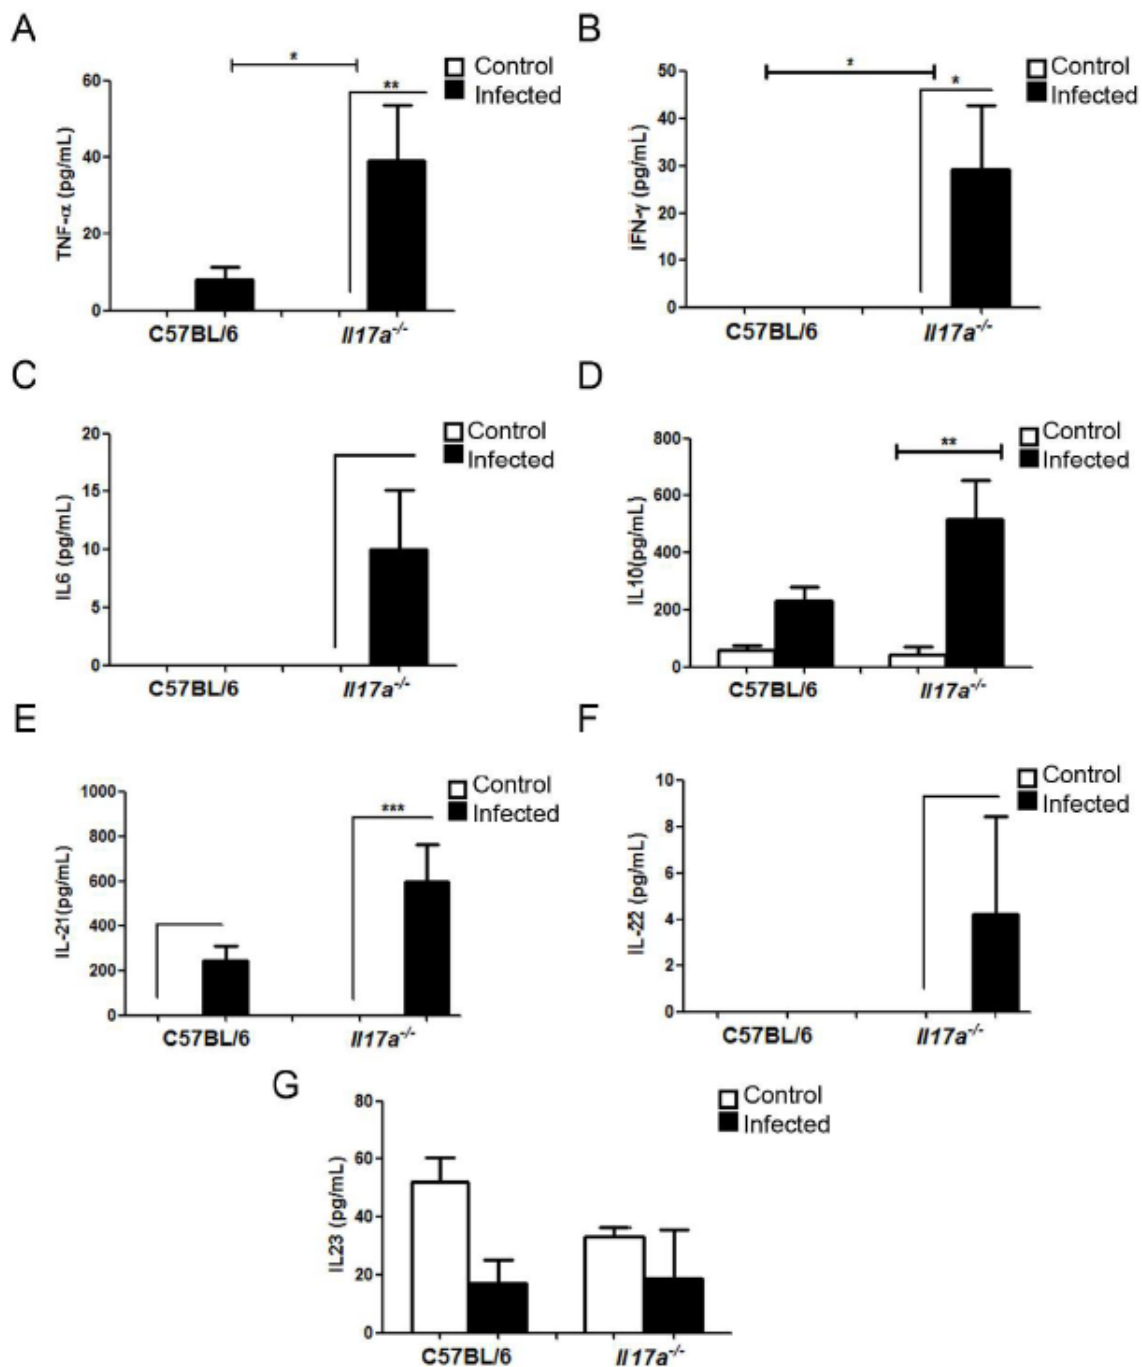 A
*
**
Control
Infected
60
40
20
0
TNF-α (pg/mL)
C57BL/6
Il17a-/-
B
*
*
Control
Infected
50
40
30
20
10
0
IFN-γ (pg/mL)
C57BL/6
Il17a-/-
C
Control
Infected
20
15
10
5
0
IL6 (pg/mL)
C57BL/6
Il17a-/-
D
**
Control
Infected
800
600
400
200
0
IL10(pg/mL)
C57BL/6
Il17a-/-
E
***
Control
Infected
1000
800
600
400
200
0
IL-21(pg/mL)
C57BL/6
Il17a-/-
F
Control
Infected
10
8
6
4
2
0
IL-22 (pg/mL)
C57BL/6
Il17a-/-
G
Control
Infected
80
60
40
20
0
IL23 (pg/mL)
C57BL/6
Il17a-/-